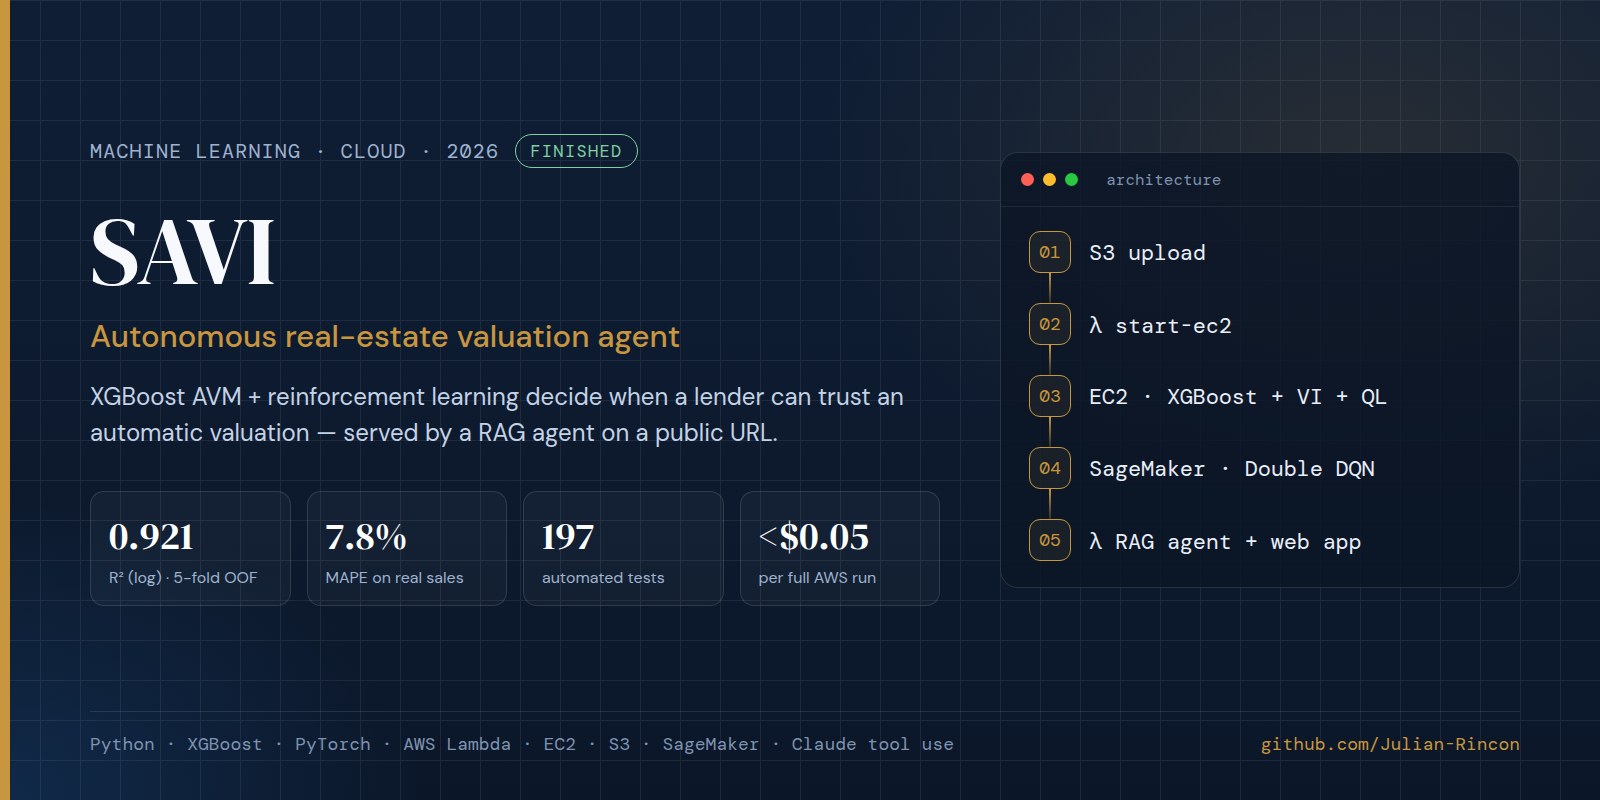 MACHINE LEARNING · CLOUD · 2026 FINISHED
SAVI
Autonomous real-estate valuation agent
XGBoost AVM + reinforcement learning decide when a lender can trust an
automatic valuation — served by a RAG agent on a public URL.
0.921
R² (log) · 5-fold OOF
7.8%
MAPE on real sales
197
automated tests
<$0.05
per full AWS run
architecture
01 S3 upload
02 λ start-ec2
03 EC2 · XGBoost + VI + QL
04 SageMaker · Double DQN
05 λ RAG agent + web app
Python · XGBoost · PyTorch · AWS Lambda · EC2 · S3 · SageMaker · Claude tool use
github.com/Julian-Rincon